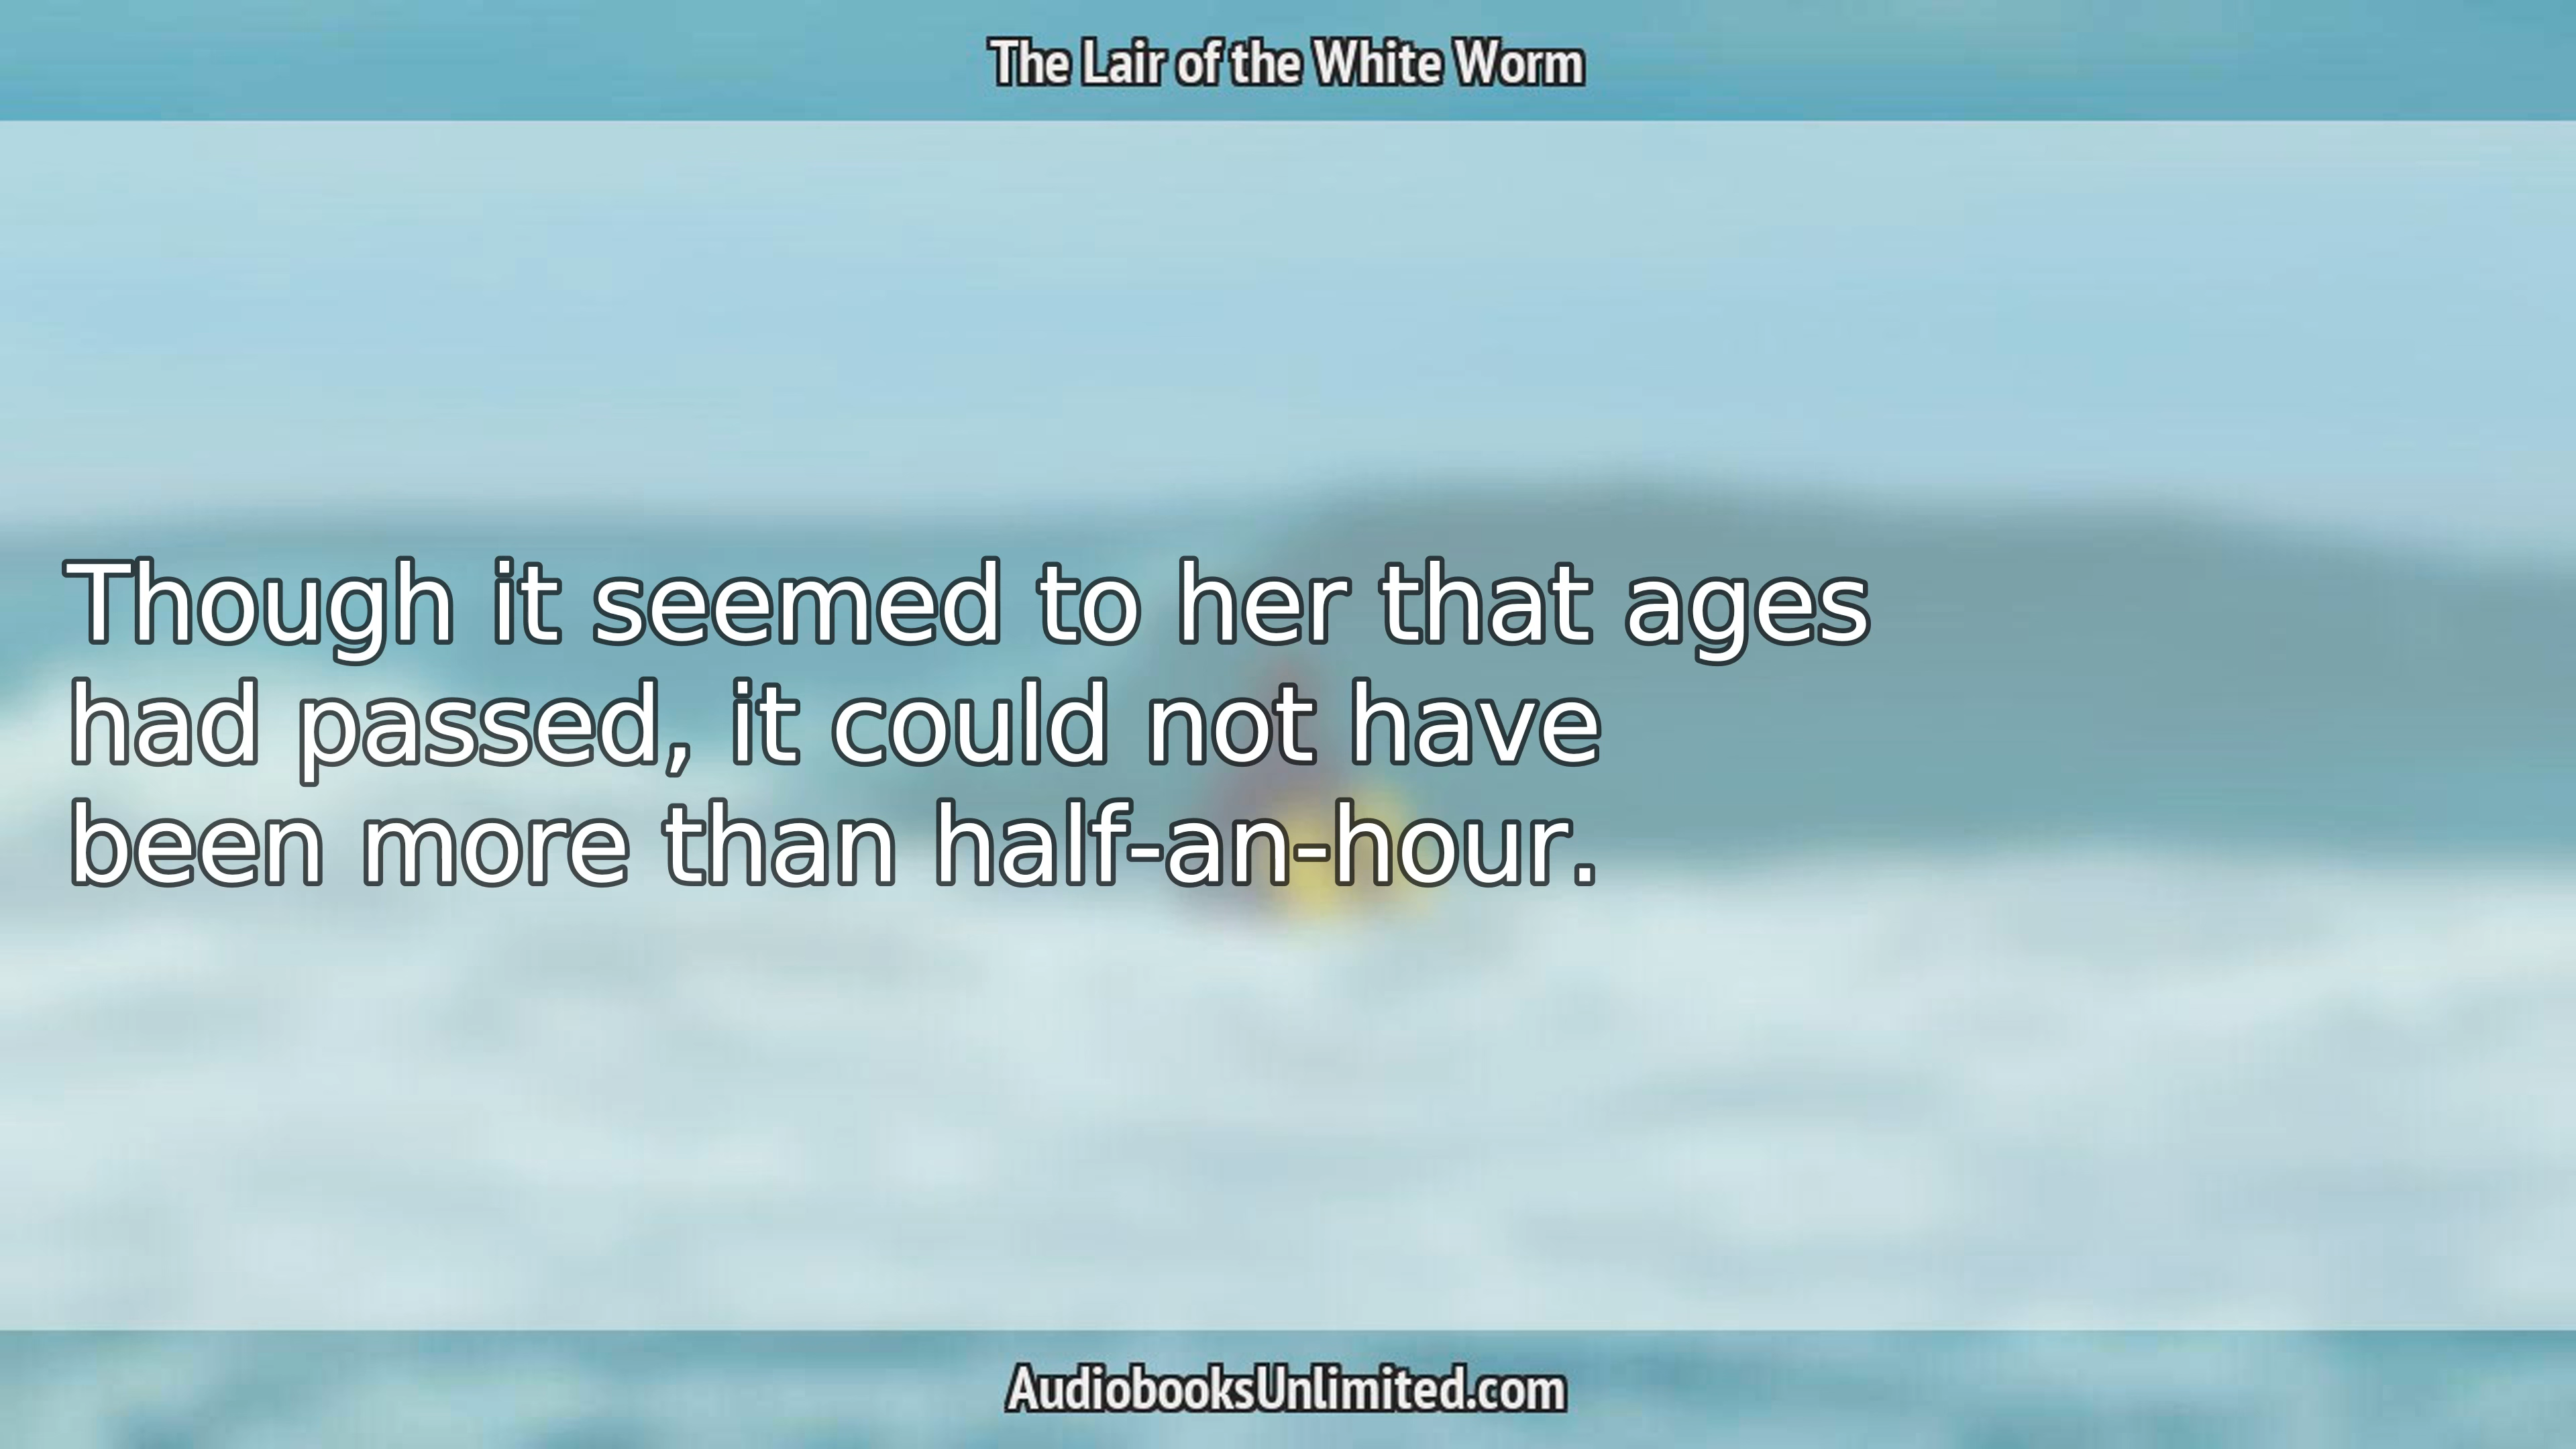 The Lair of the White Worm
Though it seemed to her that ages
had passed, it could not have
been more than half-an-hour.
AudiobooksUnlimited.com